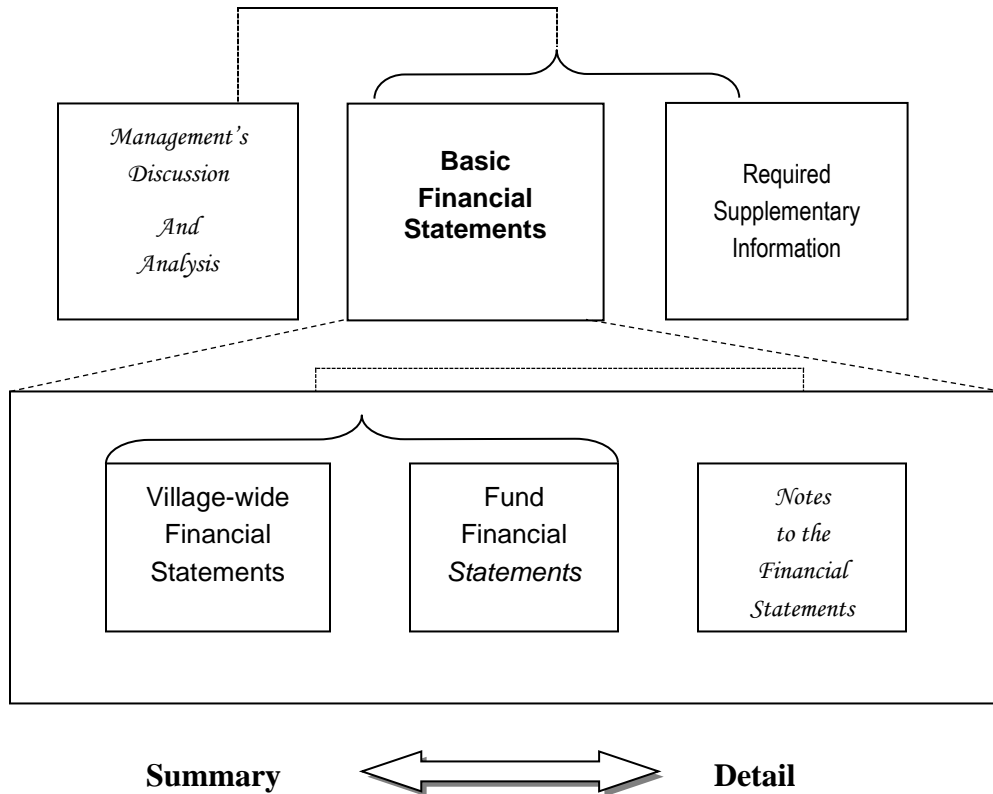 Management’s
Discussion
And
Analysis
Basic
Financial
Statements
Required
Supplementary
Information
Village-wide
Financial
Statements
Fund
Financial
Statements
Notes
to the
Financial
Statements
Summary
Detail